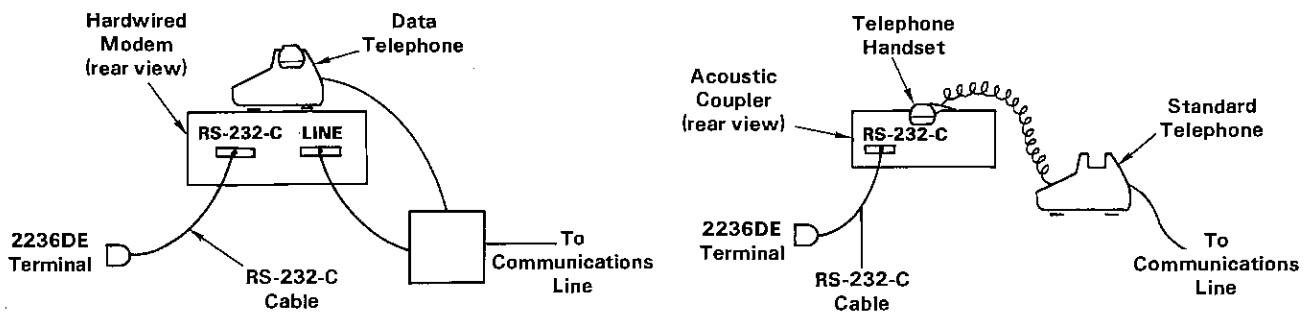 Hardwired
Modem
(rear view)
Data
Telephone
RS-232-C
LINE
2236DE
Terminal
RS-232-C
Cable
To
Communications
Line
Telephone
Handset
Acoustic
Coupler
(rear view)
RS-232-C
Standard
Telephone
2236DE
Terminal
RS-232-C
Cable
To
Communications
Line